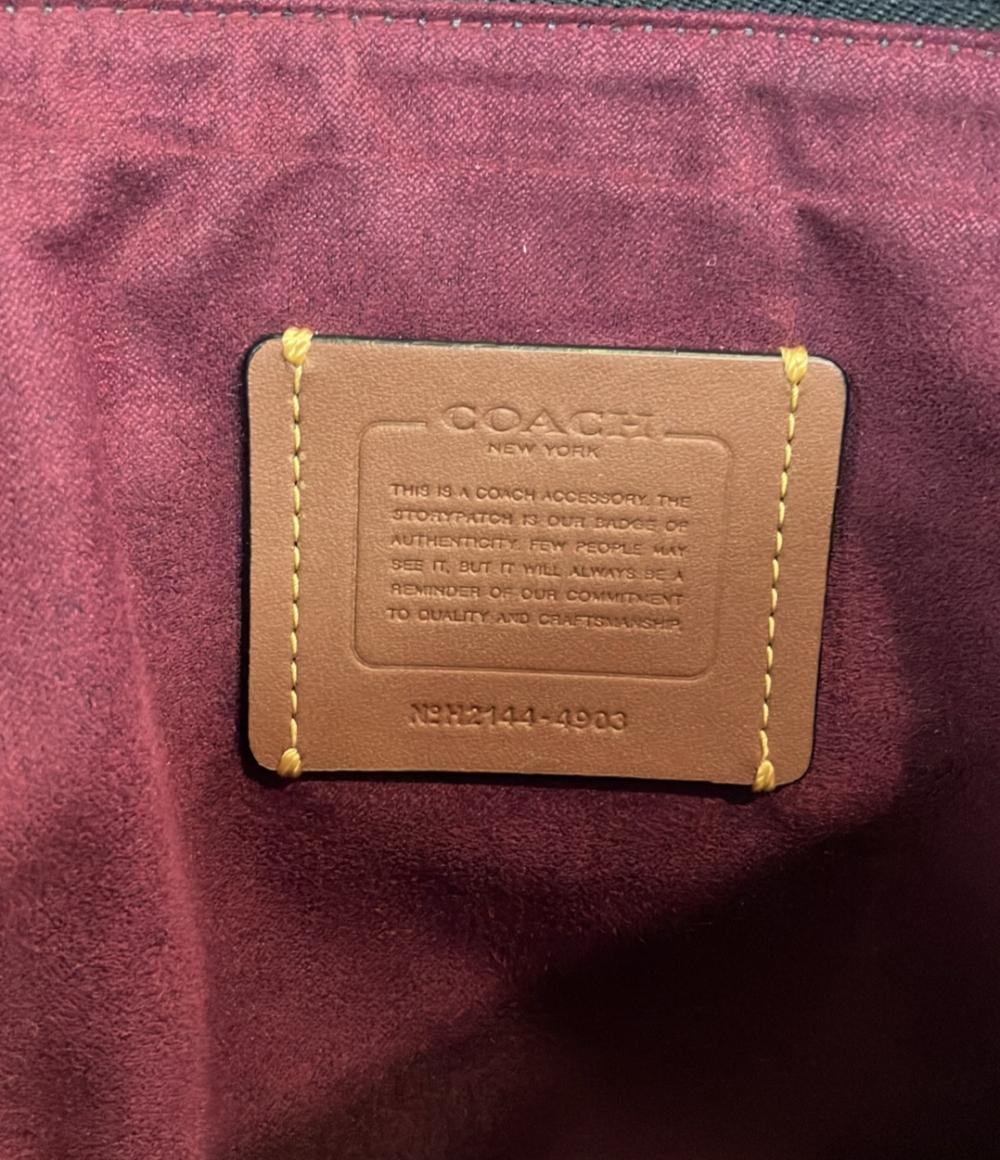 COACH
NEW YORK
THIS IS A COACH ACCESSORY. THE
STORYPATCH IS OUR BADGE OF
AUTHENTICITY. FEW PEOPLE MAY
SEE IT, BUT IT WILL ALWAYS BE A
REMINDER OF OUR COMMITMENT
TO QUALITY AND CRAFTSMANSHIP.
NºH2144-4903